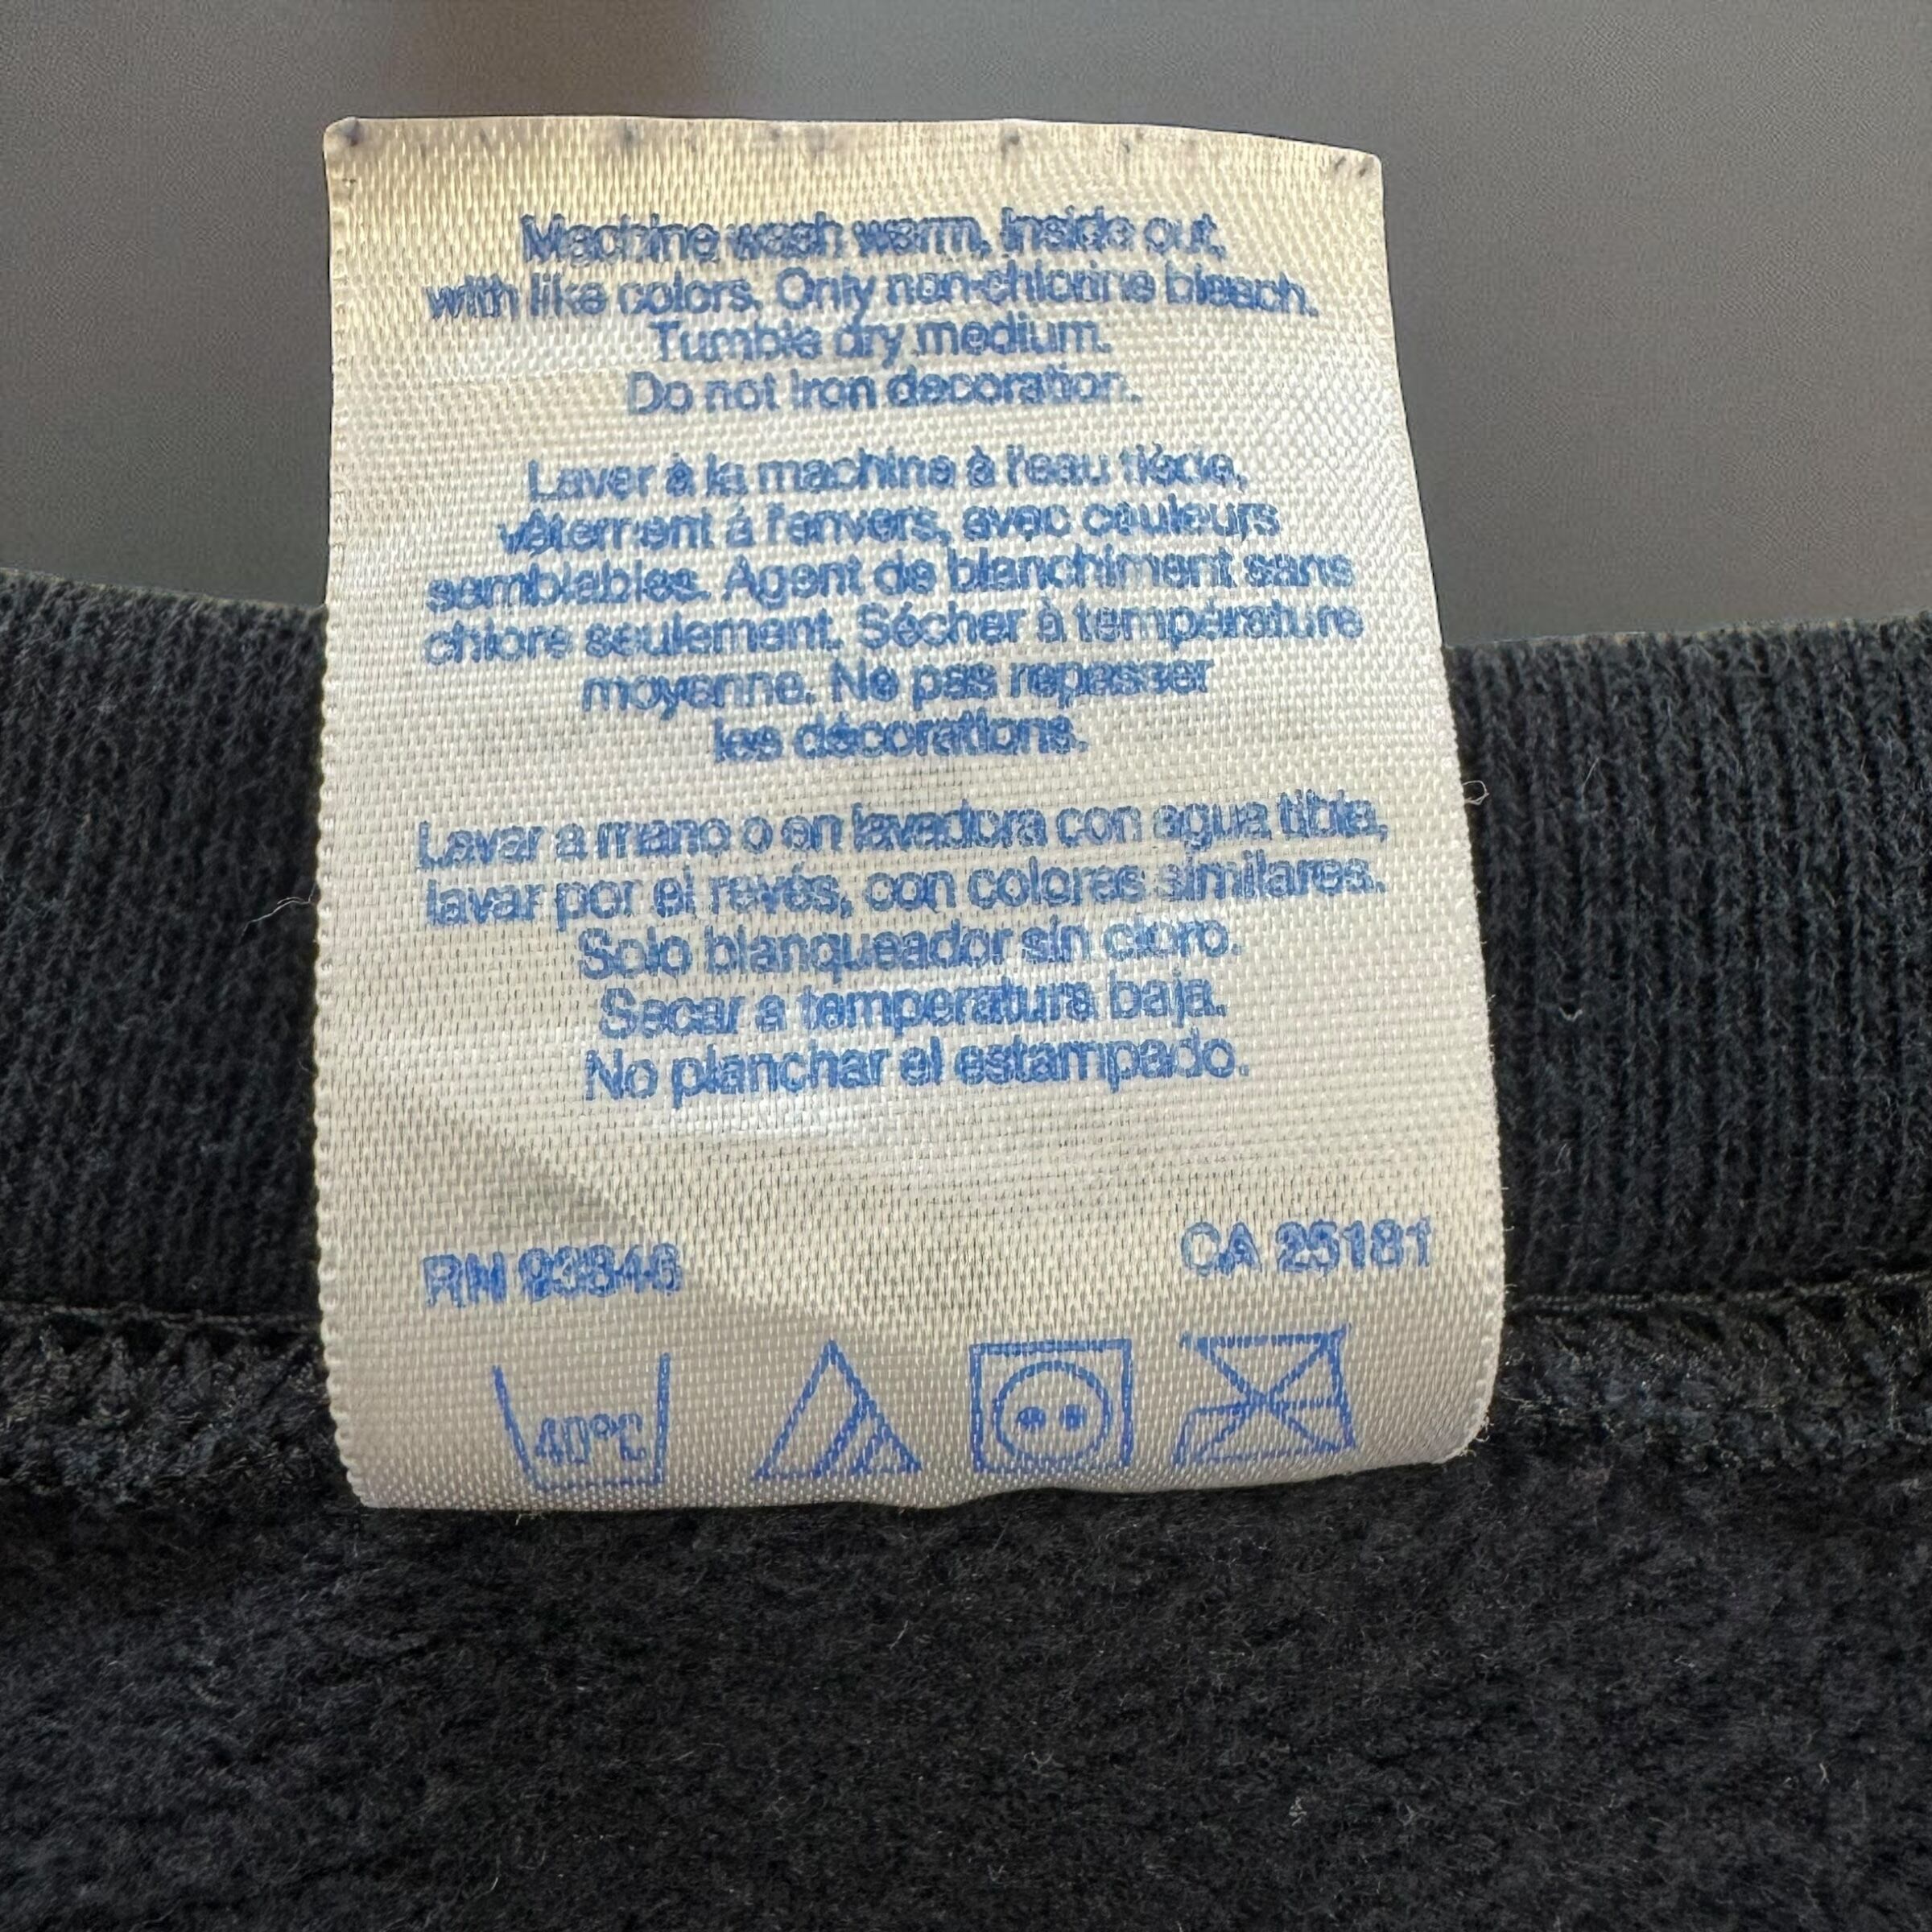 Machine wash warm, inside out,
with like colors. Only non-chlorine bleach.
Tumble dry medium.
Do not iron decoration.
Laver à la machine à l'eau tiède,
vêtement à l'envers, avec couleurs
semblables. Agent de blanchiment sans
chlore seulement. Sécher à température
moyenne. Ne pas repasser
les décorations.
Lavar a mano o en lavadora con agua tibia,
lavar por el revés, con colores similares.
Solo blanqueador sin cloro.
Secar a temperatura baja.
No planchar el estampado.
RN 93846 CA 25181
40°C